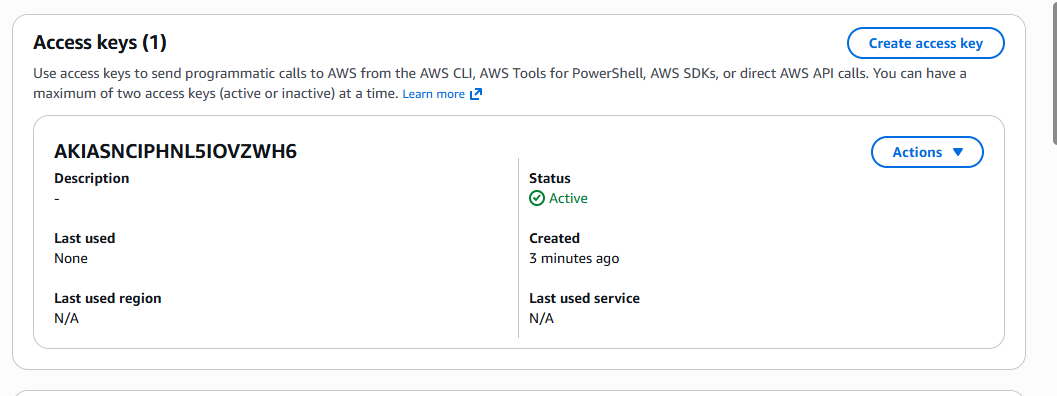 Access keys (1)
Create access key
Use access keys to send programmatic calls to AWS from the AWS CLI, AWS Tools for PowerShell, AWS SDKs, or direct AWS API calls. You can have a
maximum of two access keys (active or inactive) at a time. Learn more
AKIASNCIPHNL5IOVZWH6
Actions
Description
-
Status
Active
Last used
None
Created
3 minutes ago
Last used region
N/A
Last used service
N/A